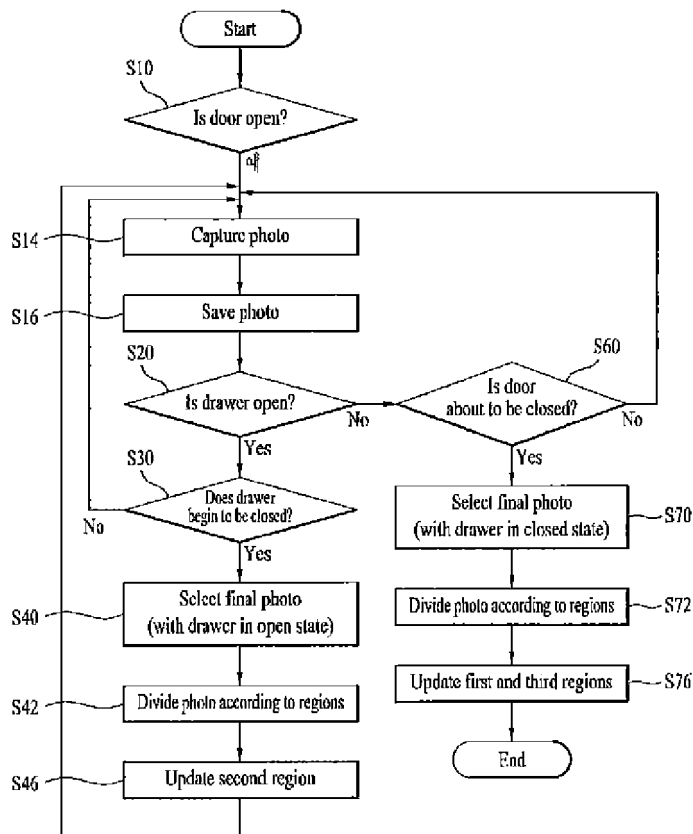 Start
S10
Is door open?
S14
Capture photo
S16
Save photo
S20
Is drawer open?
No
Yes
S60
Is door
about to be closed?
No
Yes
S30
Does drawer
begin to be closed?
No
Yes
S40
Select final photo
(with drawer in open state)
S42
Divide photo according to regions
S46
Update second region
Select final photo
(with drawer in closed state)
S70
Divide photo according to regions
S72
Update first and third regions
S76
End